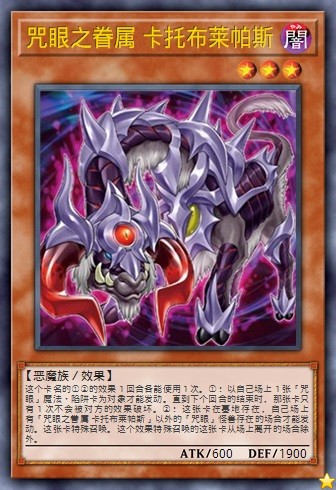 咒眼之眷属 卡托布莱帕斯
闇
【恶魔族/效果】
这个卡名的①②的效果1回合各能使用1次。①：以自己场上1张「咒
眼」魔法·陷阱卡为对象才能发动。直到下个回合的结束时，那张卡只
有1次不会被对方的效果破坏。②：这张卡在墓地存在，自己场上
有「咒眼之眷属 卡托布莱帕斯」以外的「咒眼」怪兽存在的场合才能发
动。这张卡特殊召唤。这个效果特殊召唤的这张卡从场上离开的场合除
外。
ATK/600 DEF/1900